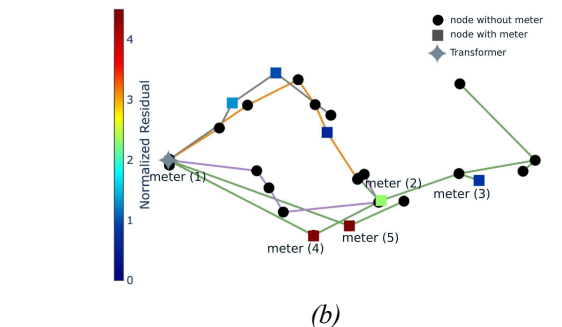 node without meter
node with meter
Transformer
4
3
2
1
0
Normalized Residual
meter (1)
meter (2)
meter (3)
meter (4)
meter (5)
(b)